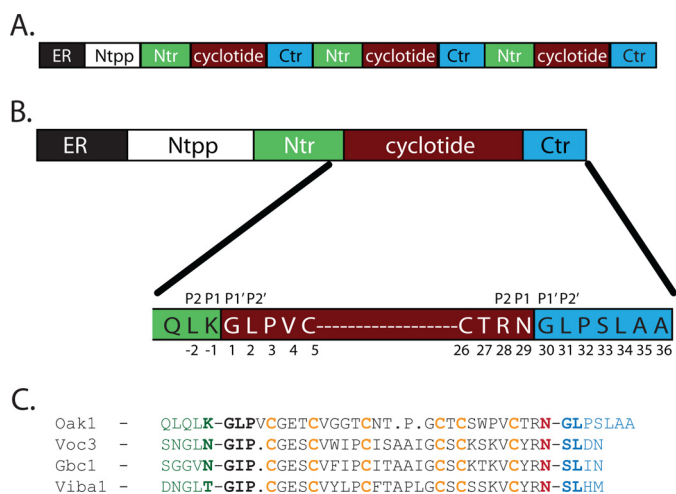 A.
ER Ntpp Ntr cyclotide Ctr Ntr cyclotide Ctr Ntr cyclotide Ctr
B.
ER Ntpp Ntr cyclotide Ctr
P2 P1 P1' P2' P2 P1 P1' P2'
Q L K G L P V C------------------C T R N G L P S L A A
-2 -1 1 2 3 4 5 26 27 28 29 30 31 32 33 34 35 36
C.
Oak1 - QLQLK-GLPVCGETCVGGTCNT.P.GCTCSWPVCTRN-GLPSLAA
Voc3 - SNGLN-GIP.CGESCVWIPCISAAIGCSCKSKVCYRN-SLDN
Gbc1 - SGGVN-GIP.CGESCVFIPCITAAIGCSCKTKVCYRN-SLIN
Viba1 - DNGLT-GIP.CGESCVYLPCFTAPLGCSCSSKVCYRN-SLHM